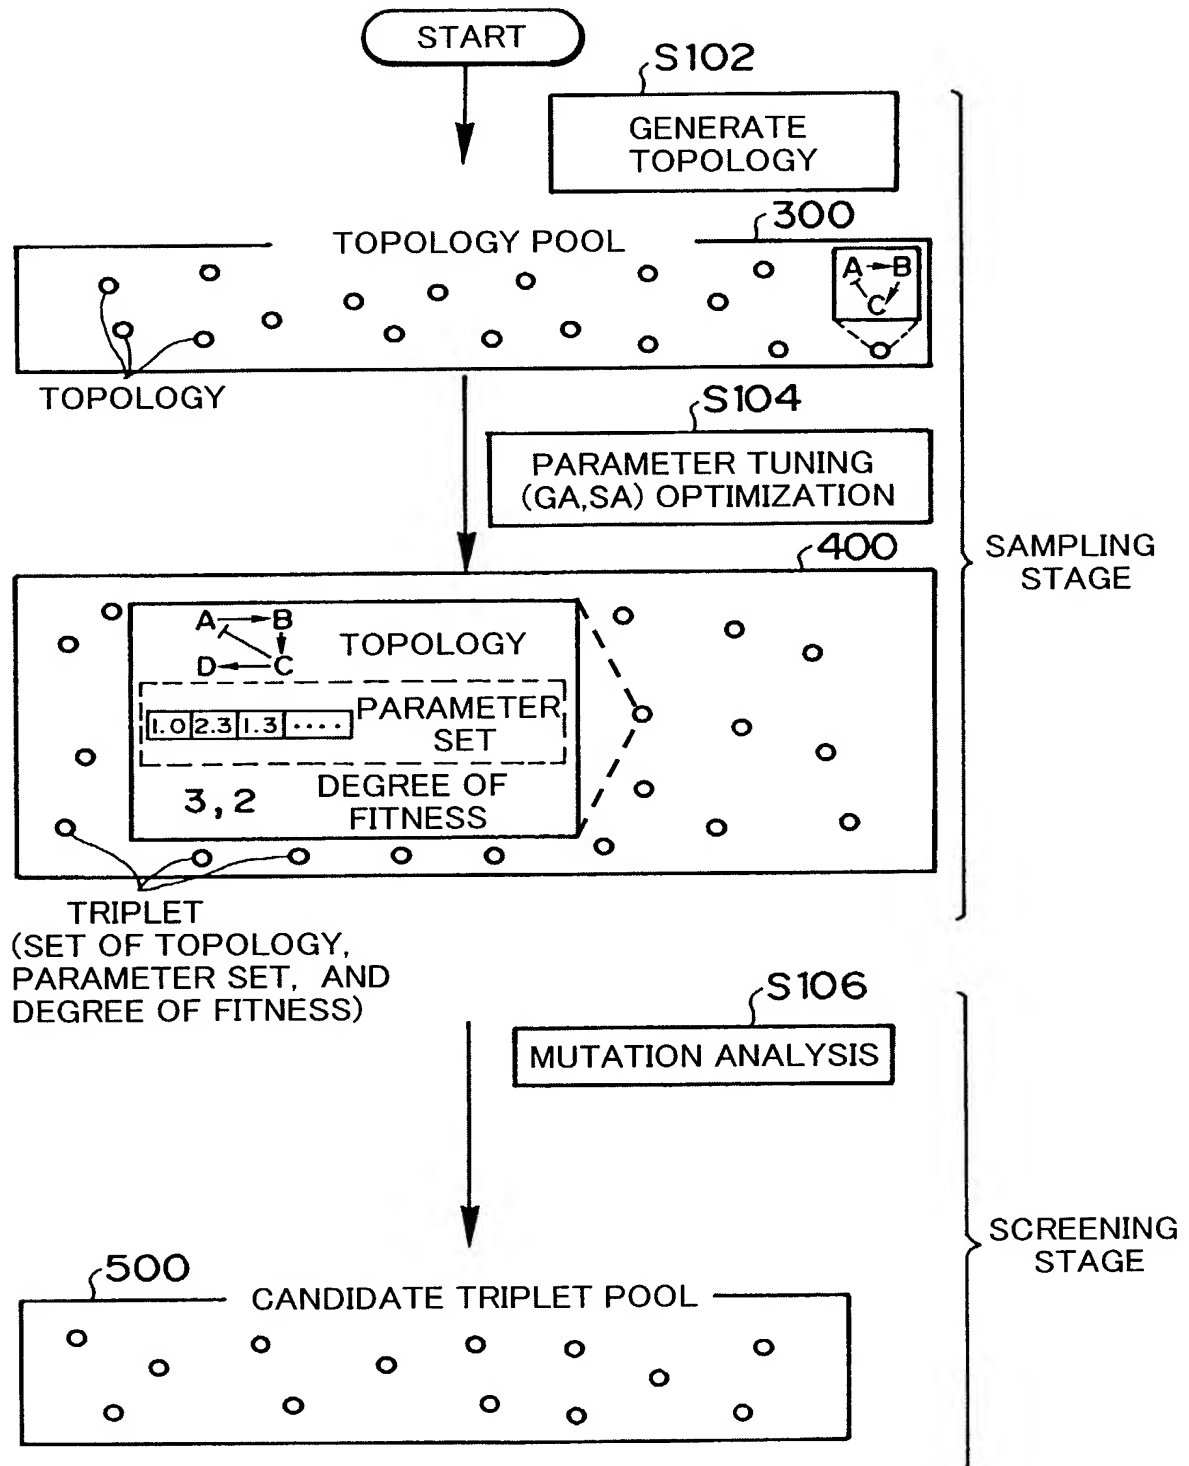 START
S102
GENERATE
TOPOLOGY
300
TOPOLOGY POOL
A B
C
TOPOLOGY
S104
PARAMETER TUNING
(GA,SA) OPTIMIZATION
400
SAMPLING
STAGE
A B
D C
TOPOLOGY
1.0 2.3 1.3 ....
PARAMETER
SET
3,2
DEGREE OF
FITNESS
TRIPLET
(SET OF TOPOLOGY,
PARAMETER SET, AND
DEGREE OF FITNESS)
S106
MUTATION ANALYSIS
SCREENING
STAGE
500
CANDIDATE TRIPLET POOL